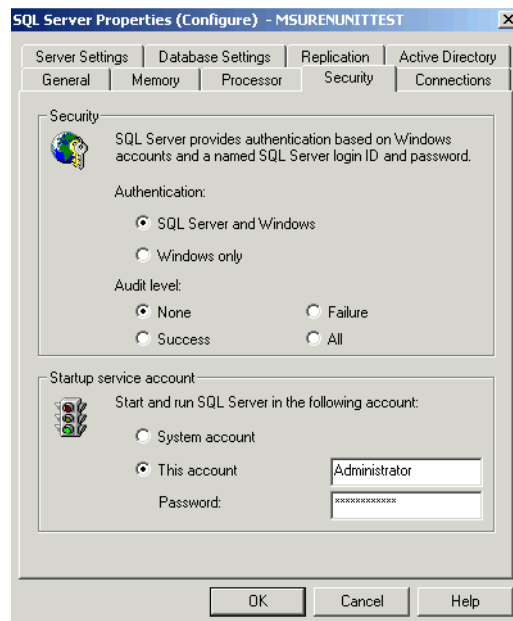 SQL Server Properties (Configure) - MSURENUNITTEST
Server Settings Database Settings Replication Active Directory
General Memory Processor Security Connections
Security
SQL Server provides authentication based on Windows
accounts and a named SQL Server login ID and password.
Authentication:
SQL Server and Windows
Windows only
Audit level:
None Failure
Success All
Startup service account
Start and run SQL Server in the following account:
System account
This account Administrator
Password: ************
OK Cancel Help